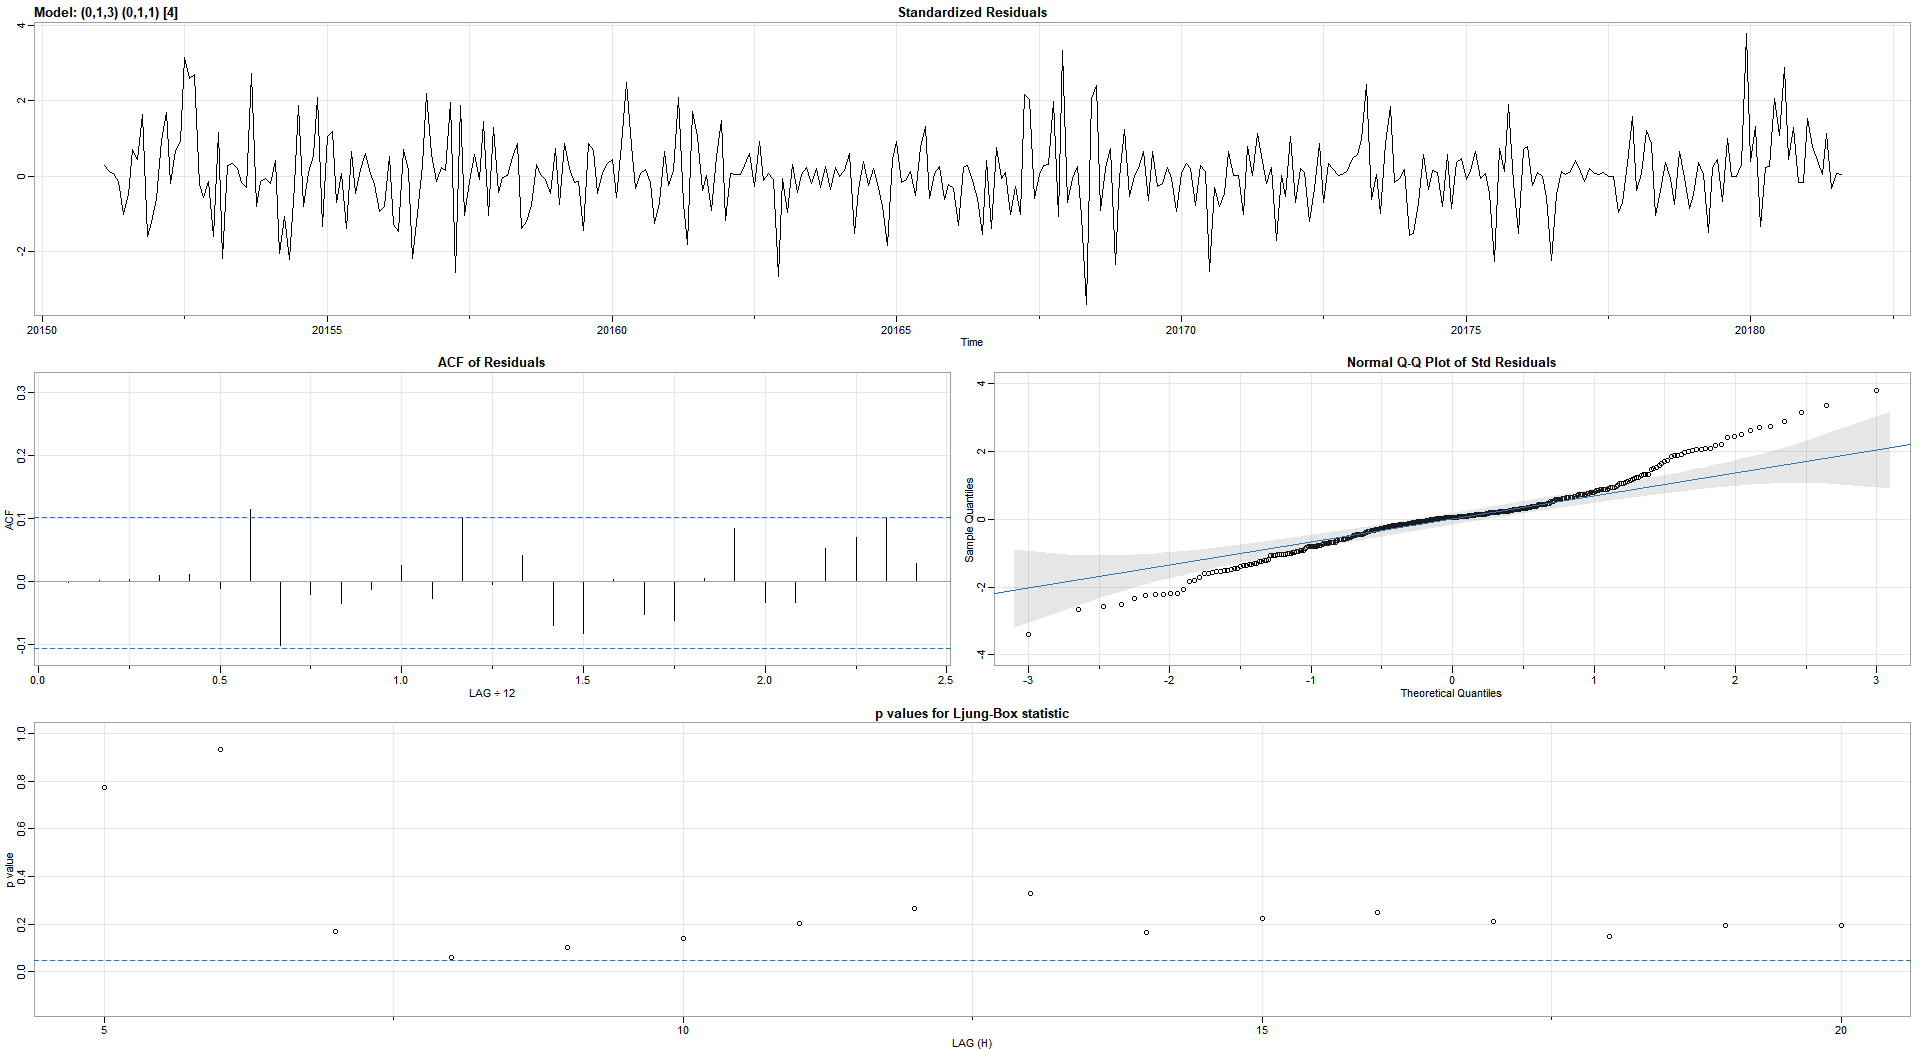 Model: (0,1,3) (0,1,1) [4]
Standardized Residuals
4
2
0
-2
20150 20155 20160 20165 20170 20175 20180
Time
ACF of Residuals
ACF
0.3
0.2
0.1
0.0
-0.1
0.0 0.5 1.0 1.5 2.0 2.5
LAG ÷ 12
Normal Q-Q Plot of Std Residuals
Sample Quantiles
4
2
0
-2
-4
-3 -2 -1 0 1 2 3
Theoretical Quantiles
p values for Ljung-Box statistic
p value
1.0
0.8
0.6
0.4
0.2
0.0
5 10 15 20
LAG (H)